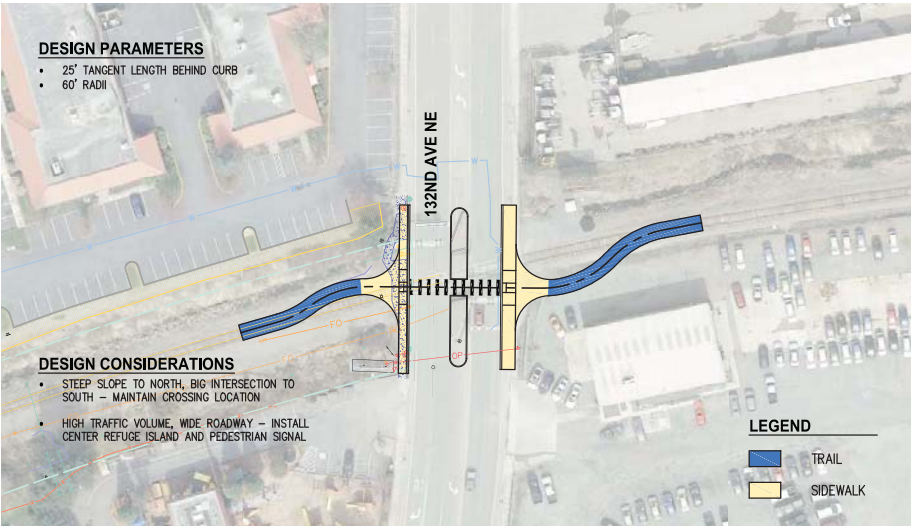 DESIGN PARAMETERS
• 25' TANGENT LENGTH BEHIND CURB
• 60' RADII
132ND AVE NE
W
W
W
FO
OP
DESIGN CONSIDERATIONS
• STEEP SLOPE TO NORTH, BIG INTERSECTION TO
SOUTH – MAINTAIN CROSSING LOCATION
• HIGH TRAFFIC VOLUME, WIDE ROADWAY – INSTALL
CENTER REFUGE ISLAND AND PEDESTRIAN SIGNAL
LEGEND
TRAIL
SIDEWALK